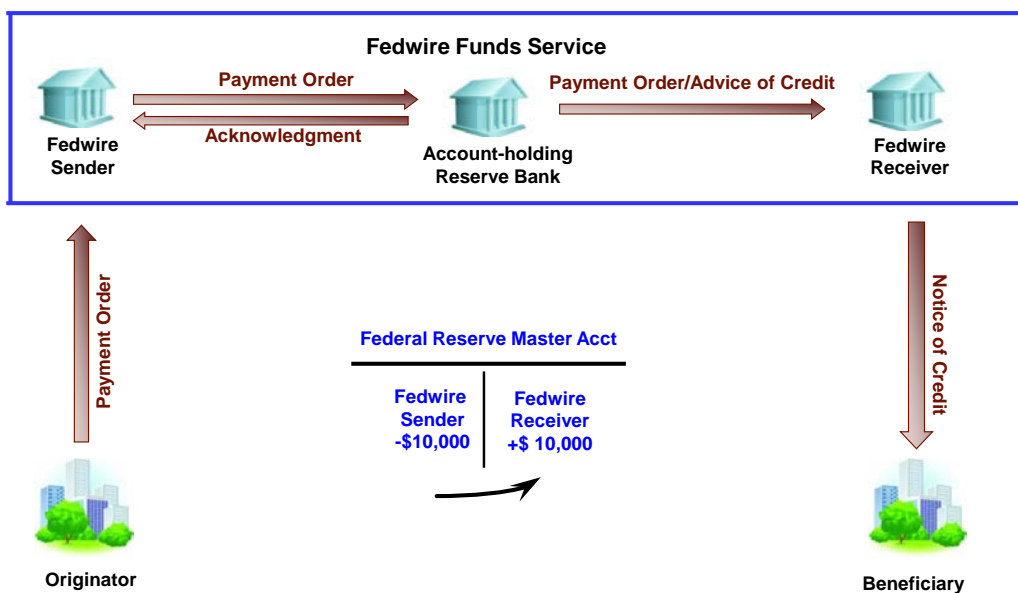 Fedwire Funds Service
Payment Order
Acknowledgment
Payment Order/Advice of Credit
Fedwire
Sender
Account-holding
Reserve Bank
Fedwire
Receiver
Payment Order
Notice of Credit
Federal Reserve Master Acct
Fedwire
Sender
-$10,000
Fedwire
Receiver
+$ 10,000
Originator
Beneficiary